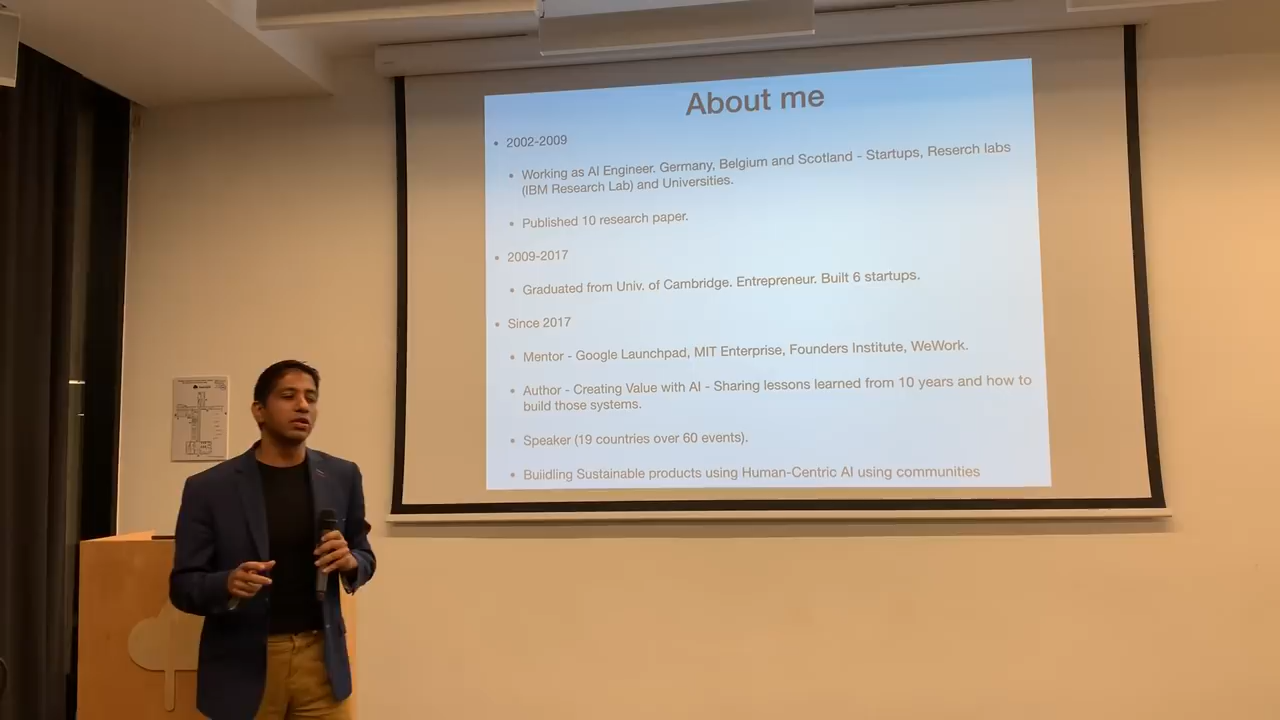 About me
• 2002-2009
• Working as AI Engineer. Germany, Belgium and Scotland - Startups, Reserch labs
(IBM Research Lab) and Universities.
• Published 10 research paper.
• 2009-2017
• Graduated from Univ. of Cambridge. Entrepreneur. Built 6 startups.
• Since 2017
• Mentor - Google Launchpad, MIT Enterprise, Founders Institute, WeWork.
• Author - Creating Value with AI - Sharing lessons learned from 10 years and how to
build those systems.
• Speaker (19 countries over 60 events).
• Buiidling Sustainable products using Human-Centric AI using communities